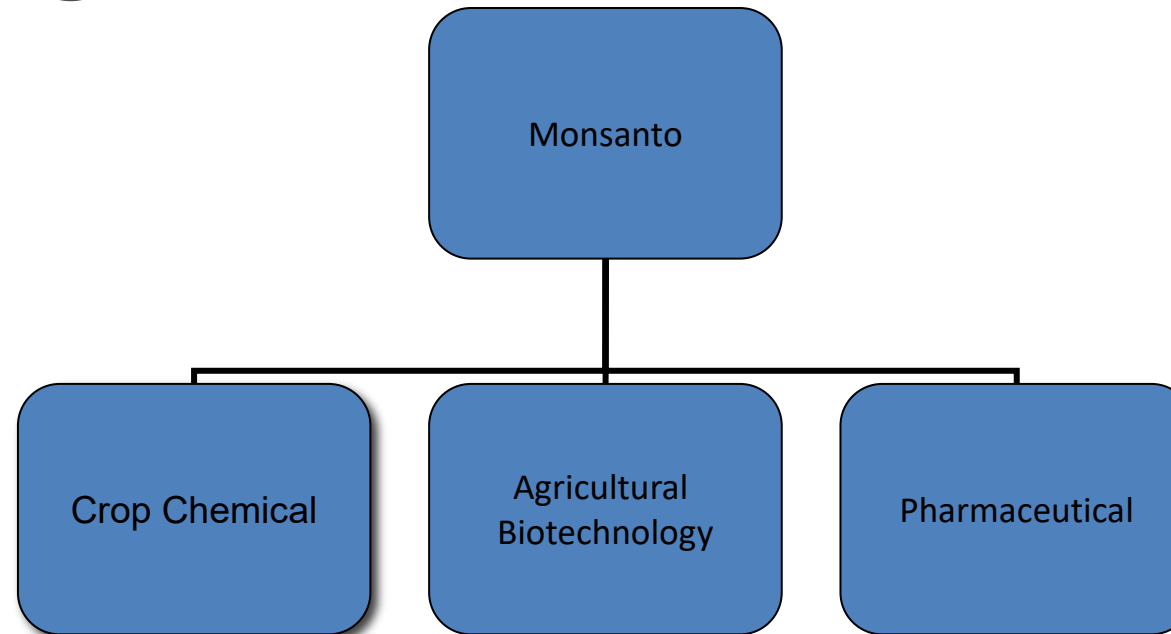 Monsanto
Crop Chemical
Agricultural
Biotechnology
Pharmaceutical